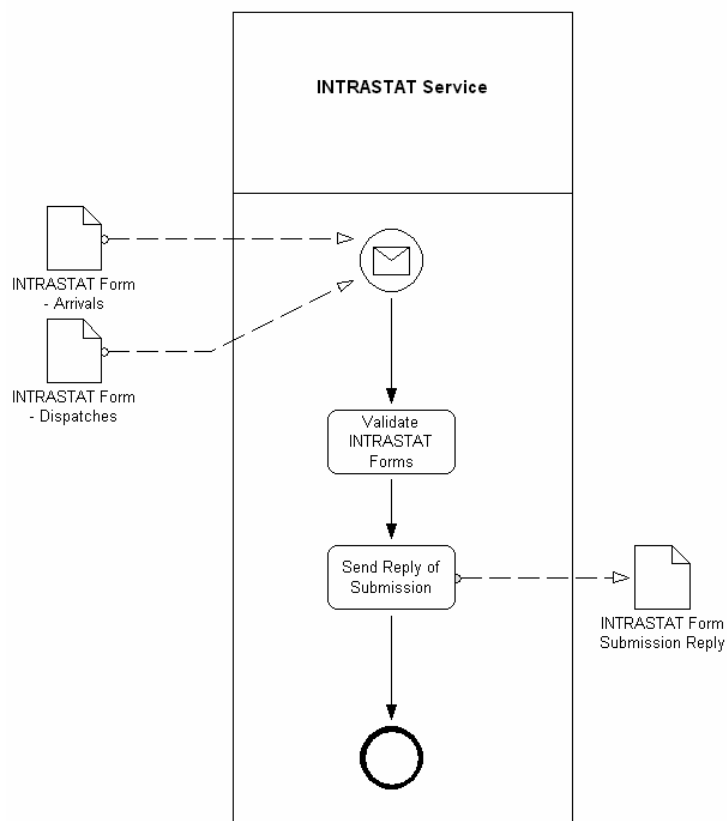 INTRASTAT Service
INTRASTAT Form
- Arrivals
INTRASTAT Form
- Dispatches
Validate
INTRASTAT
Forms
Send Reply of
Submission
INTRASTAT Form
Submission Reply